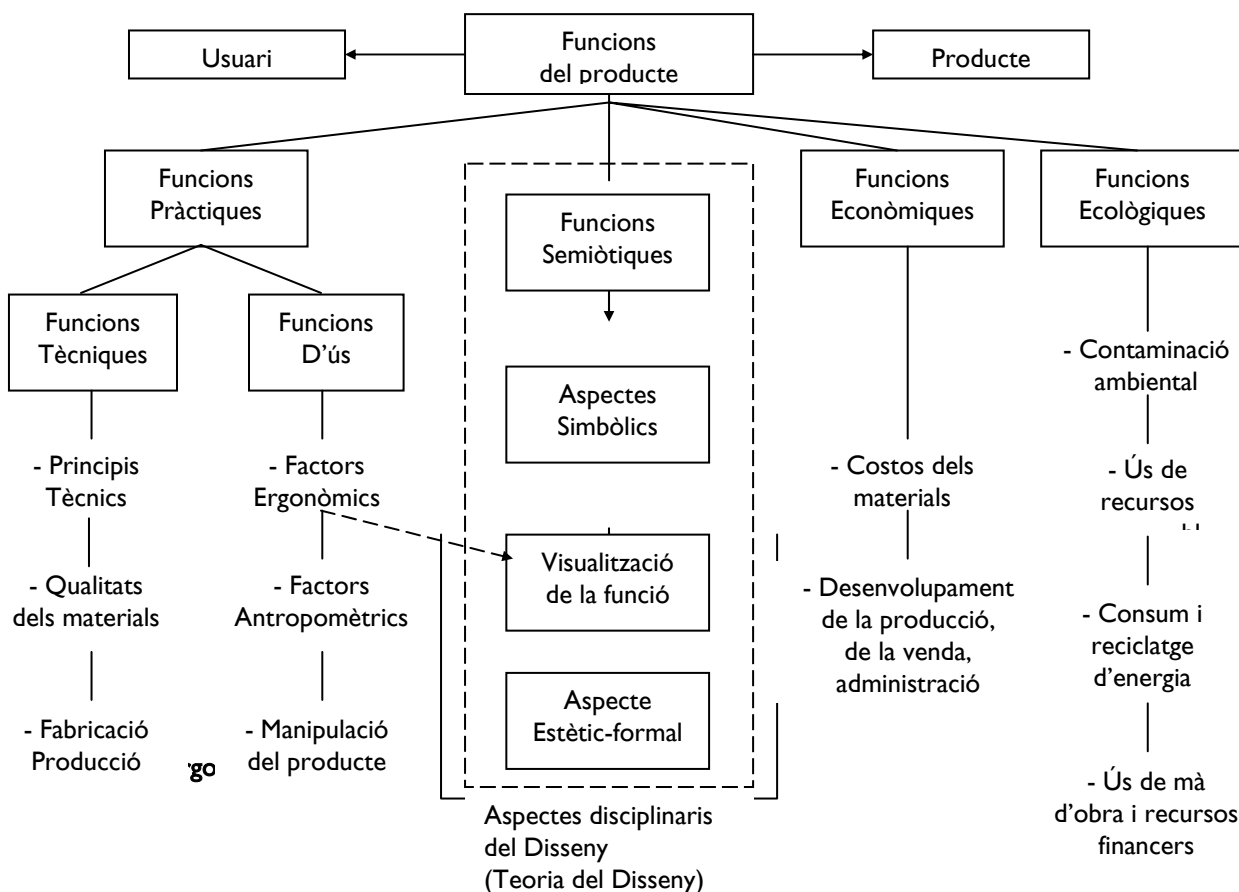 Funcions
del producte
Usuari
Producte
Funcions
Pràctiques
Funcions
Semiòtiques
Funcions
Econòmiques
Funcions
Ecològiques
Funcions
Tècniques
Funcions
D'ús
- Principis
Tècnics
- Qualitats
dels materials
- Fabricació
Producció
- Factors
Ergonòmics
- Factors
Antropomètrics
- Manipulació
del producte
Aspectes
Simbòlics
Visualització
de la funció
Aspecte
Estètic-formal
Aspectes disciplinaris
del Disseny
(Teoria del Disseny)
- Costos dels
materials
- Desenvolupament
de la producció,
de la venda,
administració
- Contaminació
ambiental
- Ús de
recursos
- Consum i
reciclatge
d'energia
- Ús de mà
d'obra i recursos
financers